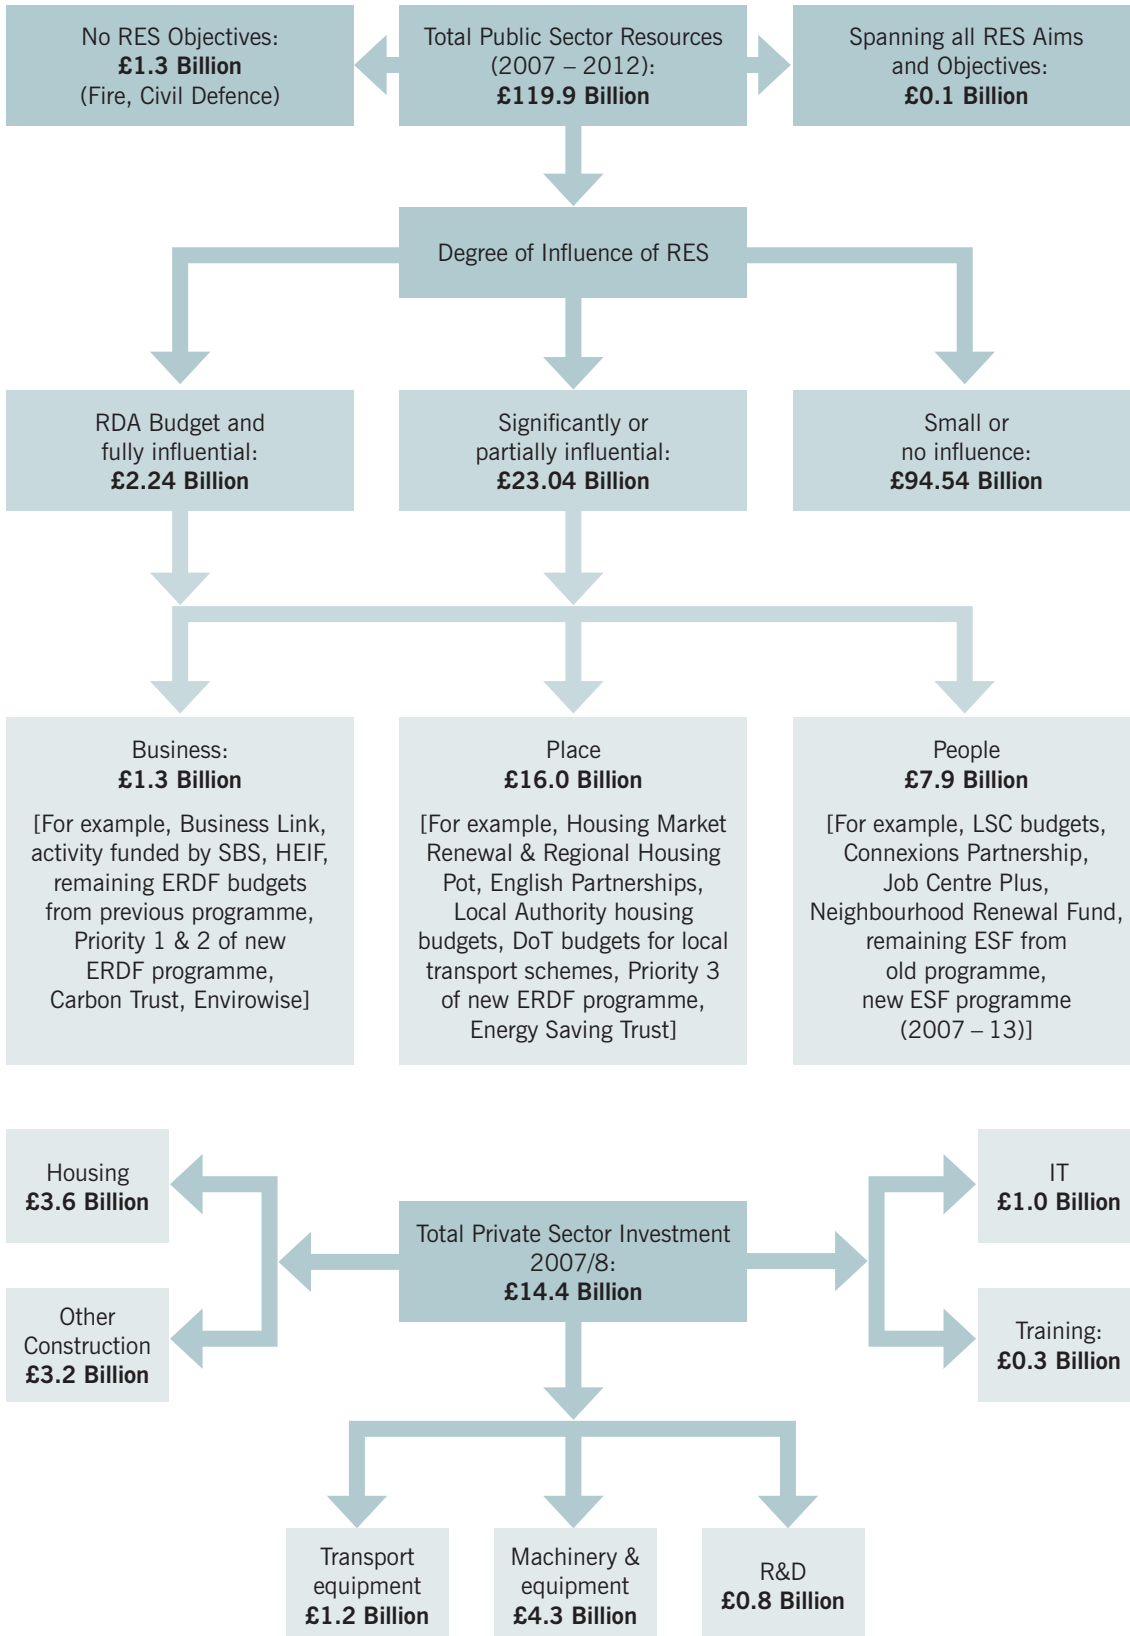 No RES Objectives:
£1.3 Billion
(Fire, Civil Defence)
Total Public Sector Resources
(2007 – 2012):
£119.9 Billion
Spanning all RES Aims
and Objectives:
£0.1 Billion
Degree of Influence of RES
RDA Budget and
fully influential:
£2.24 Billion
Significantly or
partially influential:
£23.04 Billion
Small or
no influence:
£94.54 Billion
Business:
£1.3 Billion
[For example, Business Link,
activity funded by SBS, HEIF,
remaining ERDF budgets
from previous programme,
Priority 1 & 2 of new
ERDF programme,
Carbon Trust, Envirowise]
Place
£16.0 Billion
[For example, Housing Market
Renewal & Regional Housing
Pot, English Partnerships,
Local Authority housing
budgets, DoT budgets for local
transport schemes, Priority 3
of new ERDF programme,
Energy Saving Trust]
People
£7.9 Billion
[For example, LSC budgets,
Connexions Partnership,
Job Centre Plus,
Neighbourhood Renewal Fund,
remaining ESF from
old programme,
new ESF programme
(2007 – 13)]
Housing
£3.6 Billion
Other
Construction
£3.2 Billion
Total Private Sector Investment
2007/8:
£14.4 Billion
IT
£1.0 Billion
Training:
£0.3 Billion
Transport
equipment
£1.2 Billion
Machinery &
equipment
£4.3 Billion
R&D
£0.8 Billion